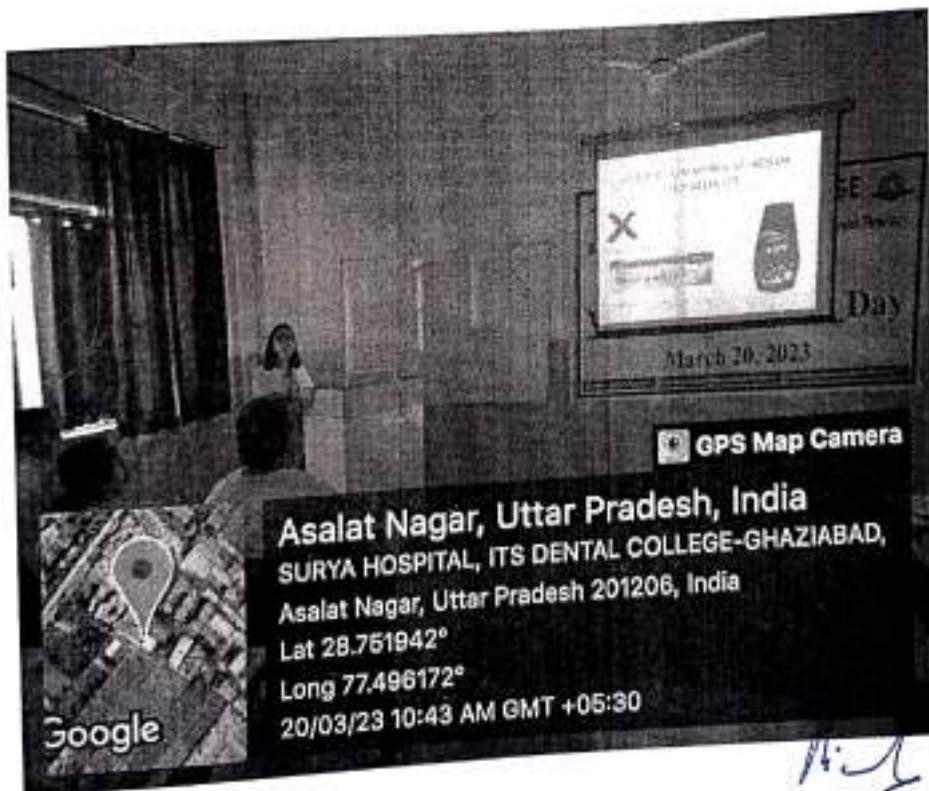 GE
Day
March 20, 2023
GPS Map Camera
Asalat Nagar, Uttar Pradesh, India
SURYA HOSPITAL, ITS DENTAL COLLEGE-GHAZIABAD,
Asalat Nagar, Uttar Pradesh 201206, India
Lat 28.751942°
Long 77.496172°
20/03/23 10:43 AM GMT +05:30
Google